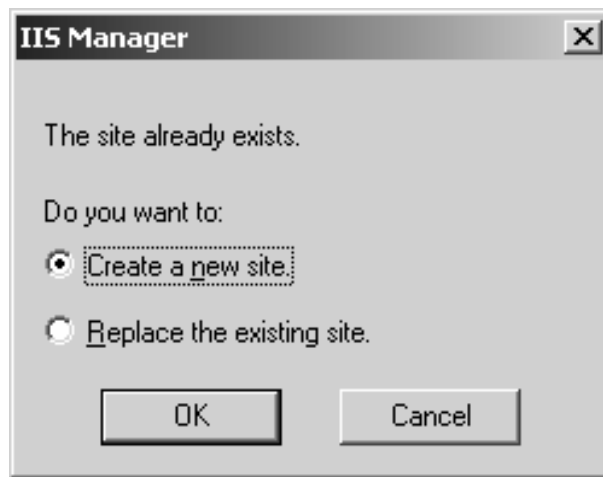 IIS Manager
The site already exists.
Do you want to:
Create a new site.
Replace the existing site.
OK
Cancel